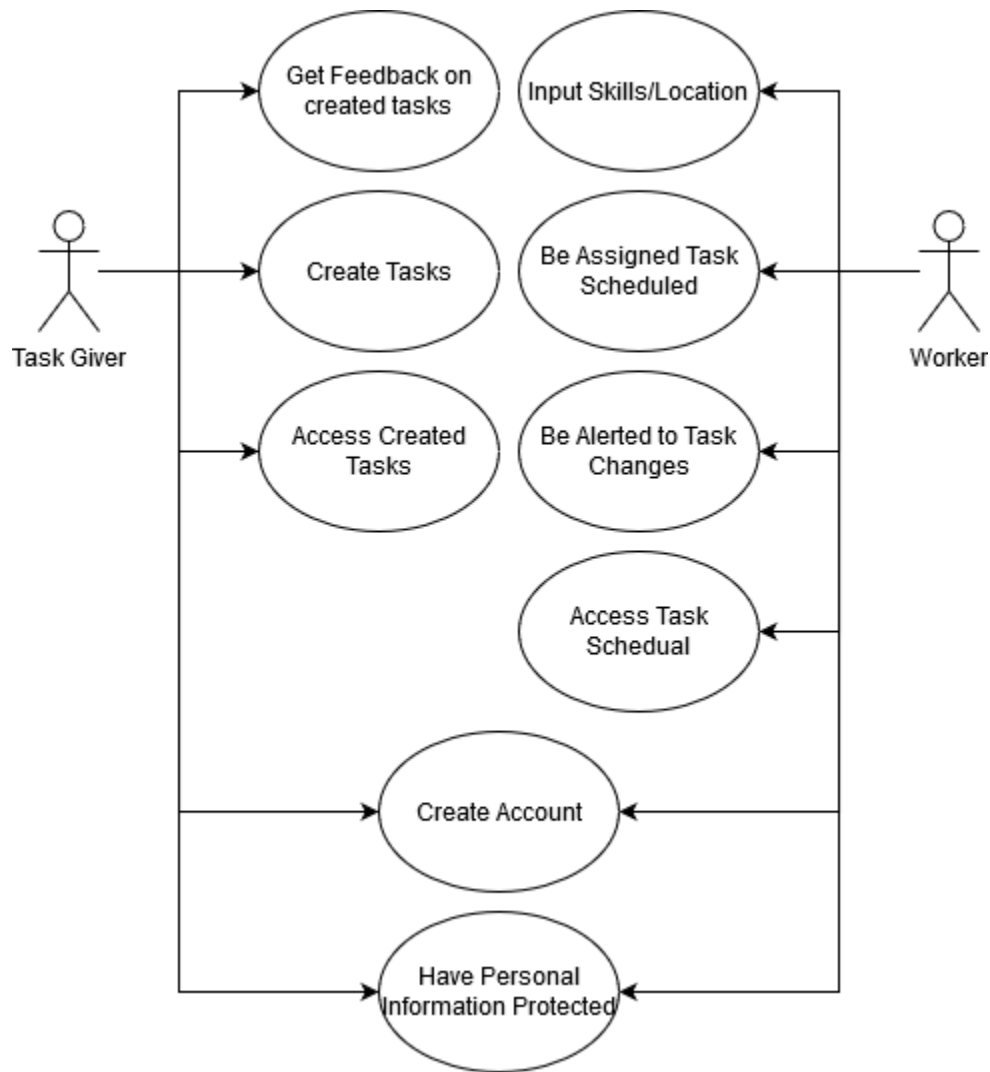 Get Feedback on
created tasks
Input Skills/Location
Task Giver
Create Tasks
Be Assigned Task
Scheduled
Worker
Access Created
Tasks
Be Alerted to Task
Changes
Access Task
Schedual
Create Account
Have Personal
Information Protected